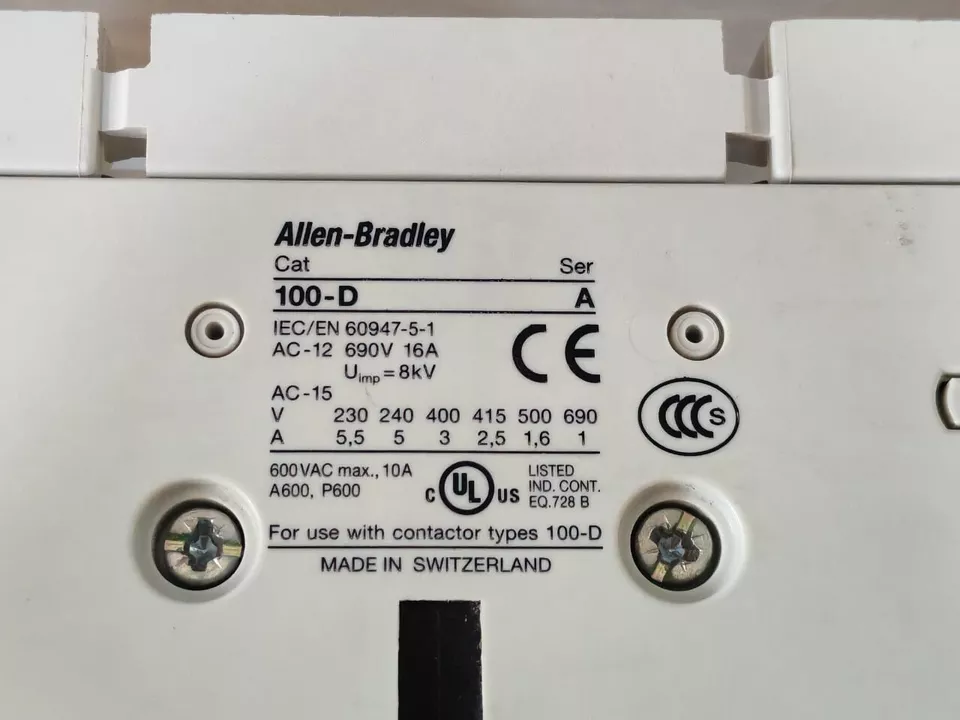 Allen-Bradley
Cat Ser
100-D A
IEC/EN 60947-5-1
AC-12 690V 16A
Uimp=8kV
CE
AC-15
V 230 240 400 415 500 690
A 5,5 5 3 2,5 1,6 1
CCC S
600VAC max., 10A
A600, P600
C UL US
LISTED
IND. CONT.
EQ.728 B
For use with contactor types 100-D
MADE IN SWITZERLAND